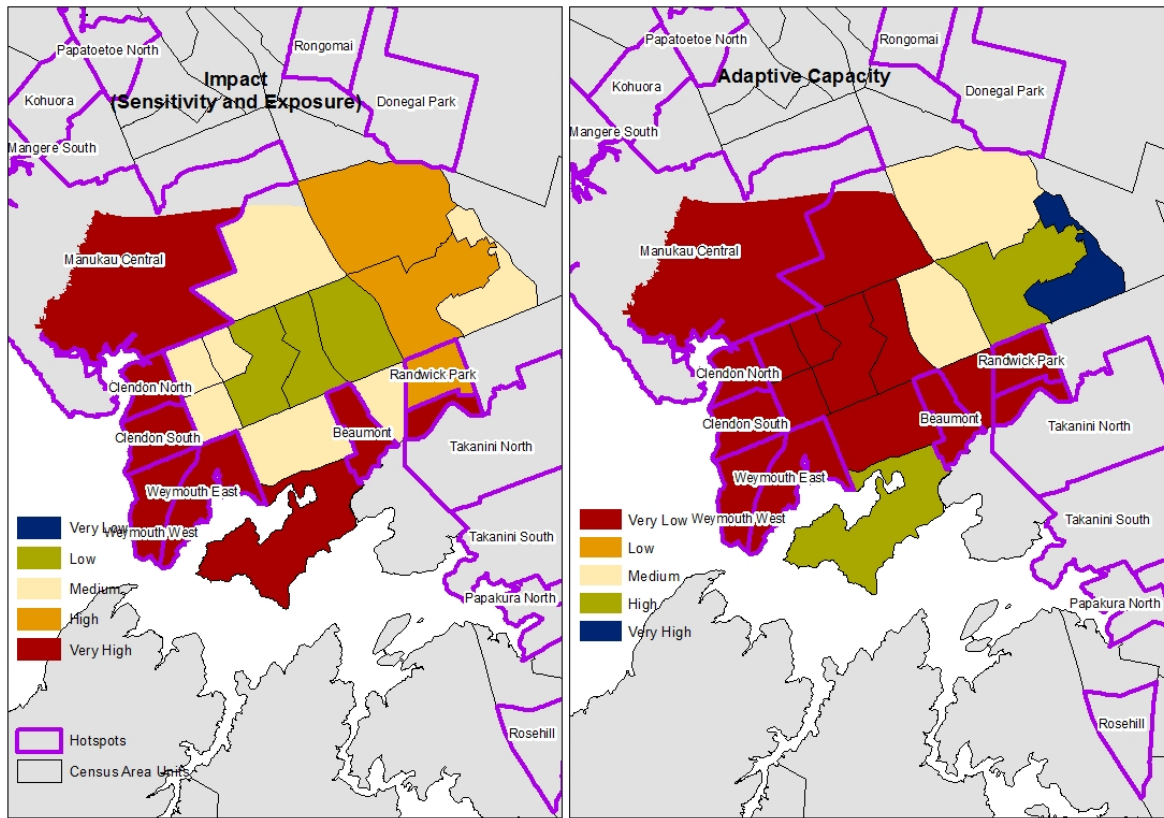 Papatoetoe North
Rongomai
Impact
(Sensitivity and Exposure)
Kohuora
Donegal Park
Mangere South
Manukau Central
Clendon North
Randwick Park
Clendon South
Beaumont
Takanini North
Weymouth East
Weymouth West
Takanini South
Papakura North
Rosehill
Very Low
Low
Medium
High
Very High
Hotspots
Census Area Units
Papatoetoe North
Rongomai
Adaptive Capacity
Kohuora
Donegal Park
Mangere South
Manukau Central
Clendon North
Randwick Park
Clendon South
Beaumont
Takanini North
Weymouth East
Weymouth West
Takanini South
Papakura North
Rosehill
Very Low
Low
Medium
High
Very High